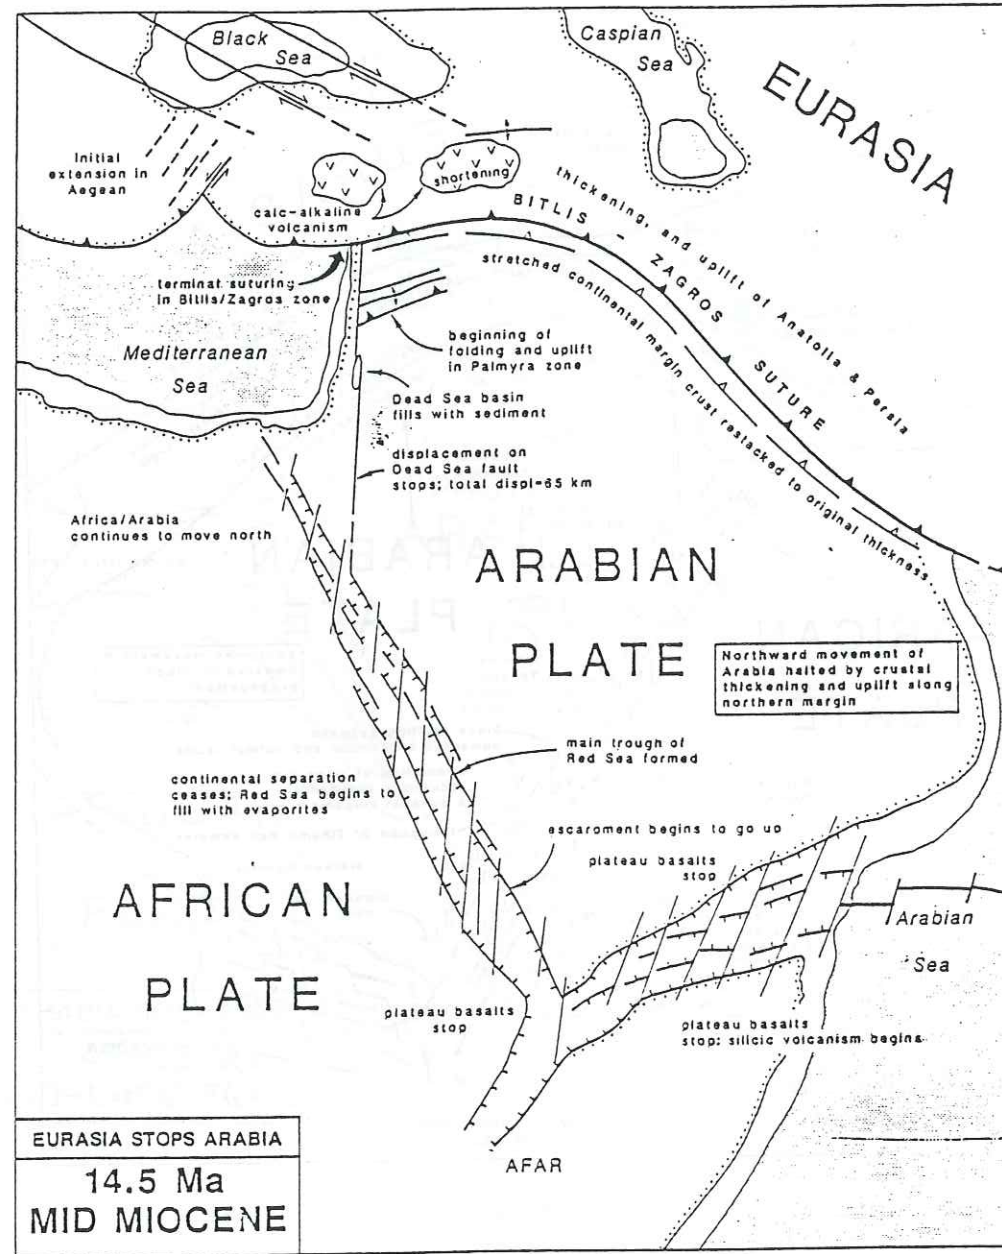 Black
Sea
Caspian
Sea
EURASIA
Initial
extension in
Aegean
shortening
calc-alkaline
volcanism
thickening, and uplift of Anatolia & Persia
BITLIS - ZAGROS SUTURE
stretched continental margin crust restacked to original thickness
terminal suturing
in Bitlis/Zagros zone
Mediterranean
Sea
beginning of
folding and uplift
in Palmyra zone
Dead Sea basin
fills with sediment
displacement on
Dead Sea fault
stops; total displ=65 km
Africa/Arabia
continues to move north
ARABIAN
PLATE
Northward movement of
Arabia halted by crustal
thickening and uplift along
northern margin
main trough of
Red Sea formed
continental separation
ceases; Red Sea begins to
fill with evaporites
escarpment begins to go up
plateau basalts
stop
AFRICAN
PLATE
Arabian
Sea
plateau basalts
stop
plateau basalts
stop; silicic volcanism begins
AFAR
EURASIA STOPS ARABIA
14.5 Ma
MID MIOCENE